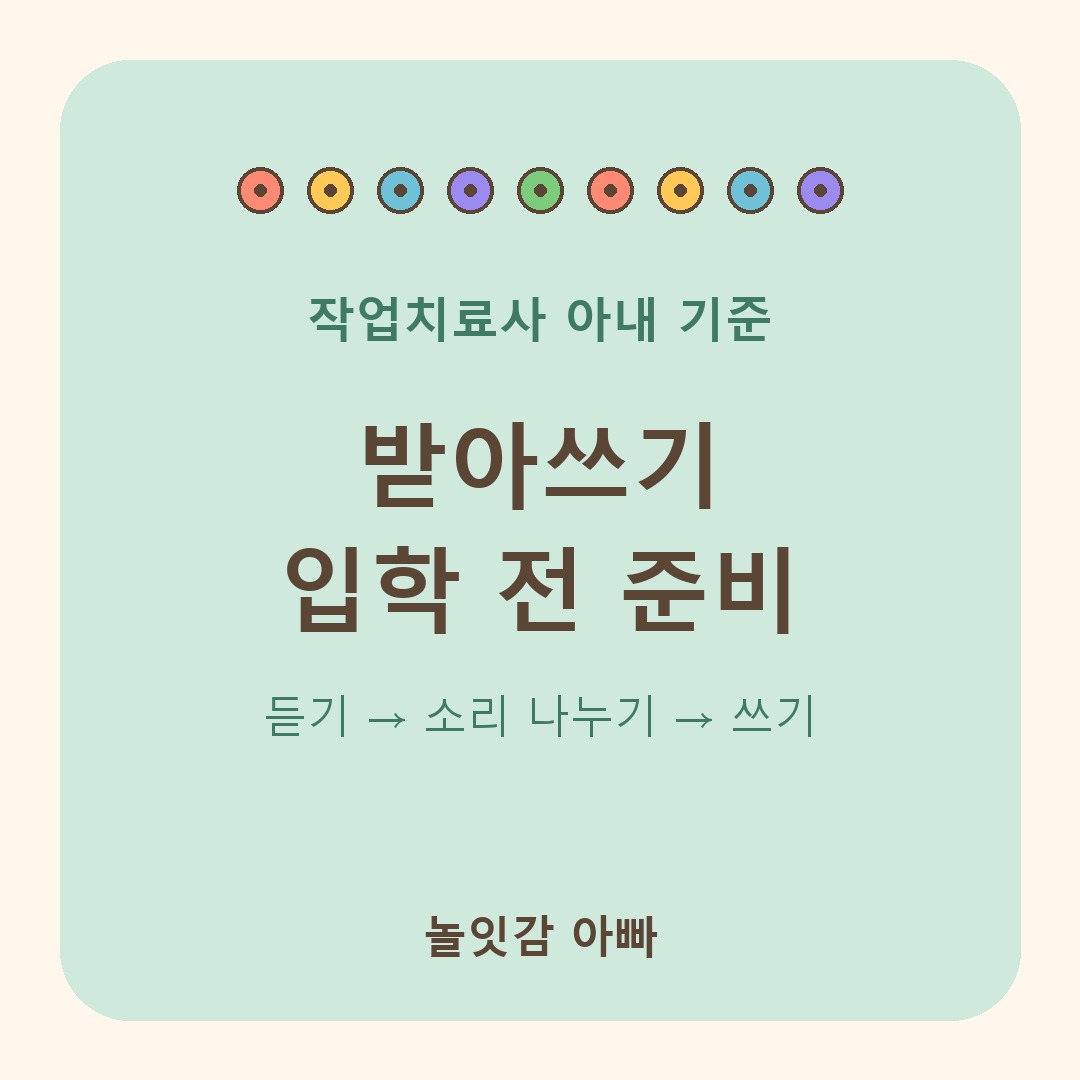 작업치료사 아내 기준
받아쓰기
입학 전 준비
듣기 → 소리 나누기 → 쓰기
놀잇감 아빠